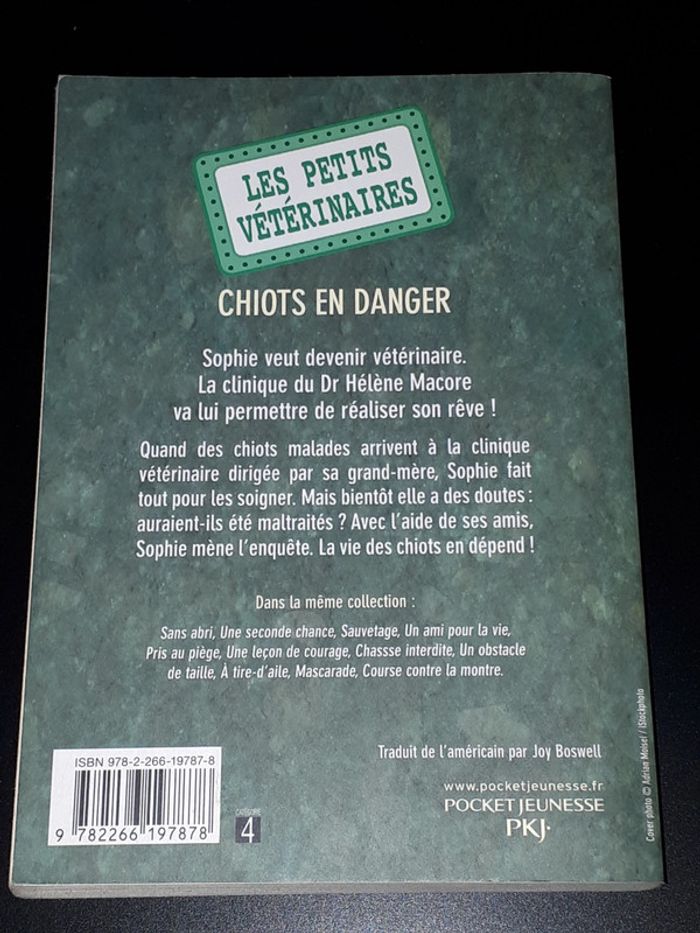 LES PETITS
VÉTÉRINAIRES
CHIOTS EN DANGER
Sophie veut devenir vétérinaire.
La clinique du Dr Hélène Macore
va lui permettre de réaliser son rêve !
Quand des chiots malades arrivent à la clinique
vétérinaire dirigée par sa grand-mère, Sophie fait
tout pour les soigner. Mais bientôt elle a des doutes :
auraient-ils été maltraités ? Avec l'aide de ses amis,
Sophie mène l'enquête. La vie des chiots en dépend !
Dans la même collection :
Sans abri, Une seconde chance, Sauvetage, Un ami pour la vie,
Pris au piège, Une leçon de courage, Chassse interdite, Un obstacle
de taille, À tire-d'aile, Mascarade, Course contre la montre.
Traduit de l'américain par Joy Boswell
ISBN 978-2-266-19787-8
9 782266 197878
CATÉGORIE
4
www.pocketjeunesse.fr
POCKET JEUNESSE
PKJ·
Cover photo © Adrian Moisei / iStockphoto